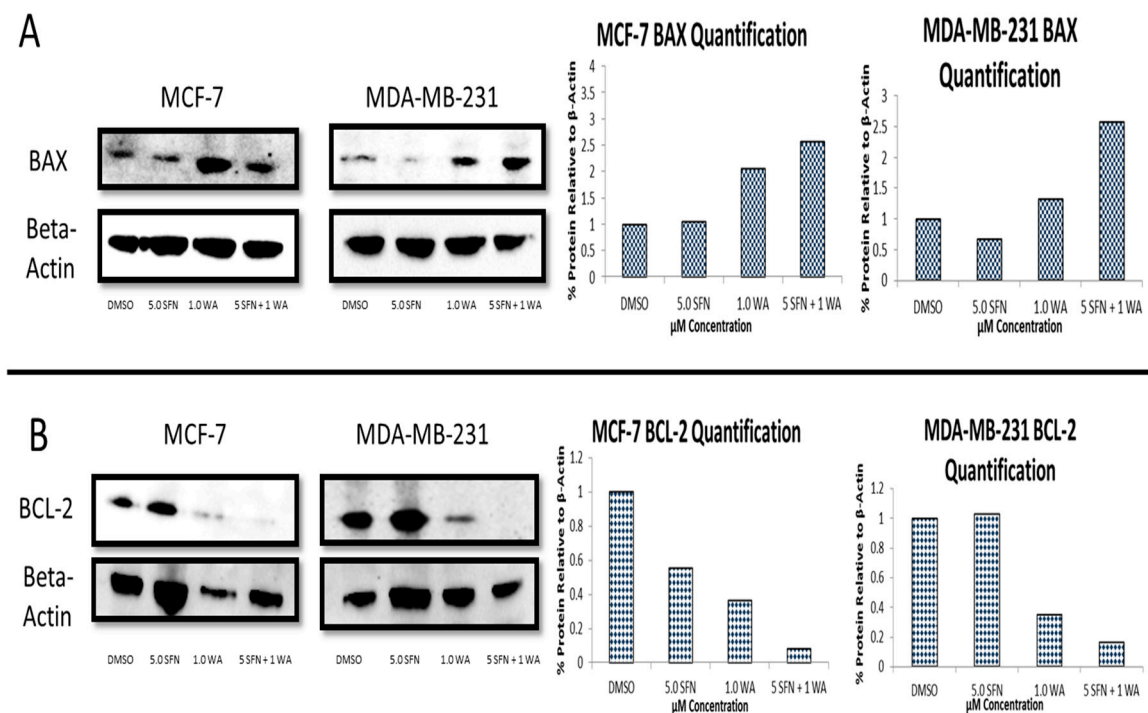 A
MCF-7
MDA-MB-231
BAX
Beta-
Actin
DMSO 5.0 SFN 1.0 WA 5 SFN + 1 WA
DMSO 5.0 SFN 1.0 WA 5 SFN + 1 WA
MCF-7 BAX Quantification
% Protein Relative to β-Actin
4
3.5
3
2.5
2
1.5
1
0.5
0
DMSO 5.0 SFN 1.0 WA 5 SFN + 1 WA
µM Concentration
MDA-MB-231 BAX
Quantification
% Protein Relative to β-Actin
3
2.5
2
1.5
1
0.5
0
DMSO 5.0 SFN 1.0 WA 5 SFN + 1 WA
µM Concentration
B
MCF-7
MDA-MB-231
BCL-2
Beta-
Actin
DMSO 5.0 SFN 1.0 WA 5 SFN + 1 WA
DMSO 5.0 SFN 1.0 WA 5 SFN + 1 WA
MCF-7 BCL-2 Quantification
% Protein Relative to β-Actin
1.2
1
0.8
0.6
0.4
0.2
0
DMSO 5.0 SFN 1.0 WA 5 SFN + 1 WA
µM Concentration
MDA-MB-231 BCL-2
Quantification
% Protein Relative to β-Actin
1.2
1
0.8
0.6
0.4
0.2
0
DMSO 5.0 SFN 1.0 WA 5 SFN + 1 WA
µM Concentration